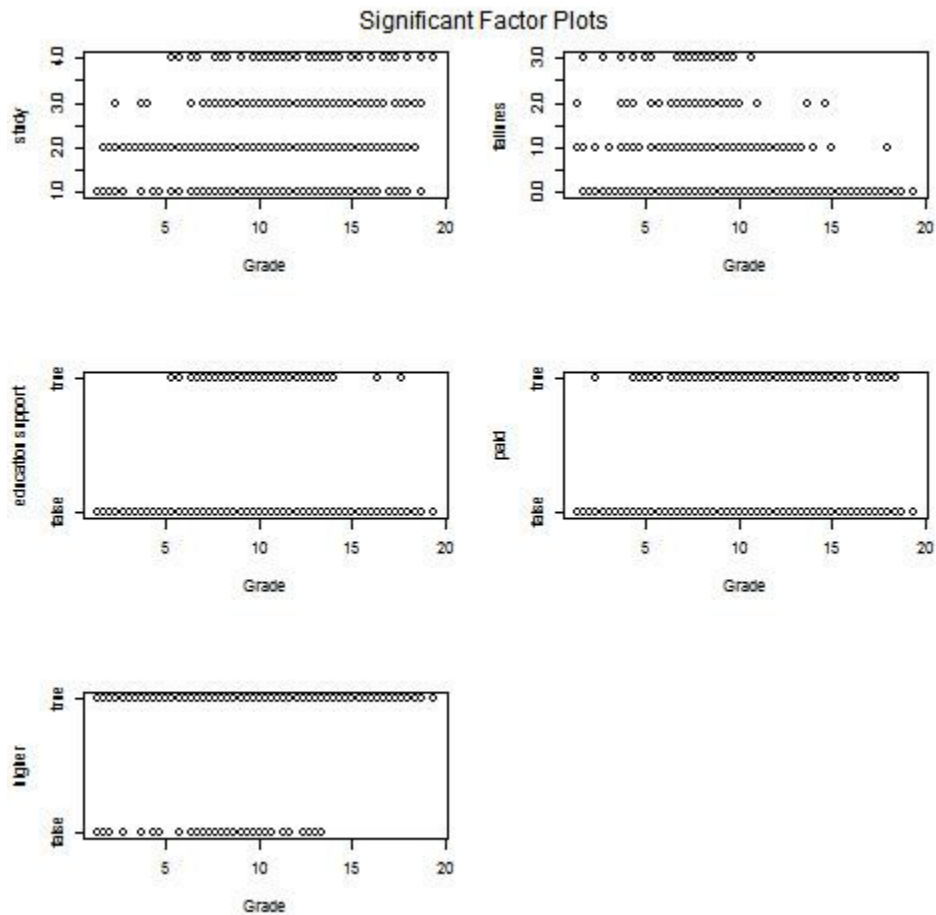 Significant Factor Plots
study
1.0 2.0 3.0 4.0
5 10 15 20
Grade
failures
0.0 1.0 2.0 3.0
5 10 15 20
Grade
education support
false true
5 10 15 20
Grade
paid
false true
5 10 15 20
Grade
higher
false true
5 10 15 20
Grade